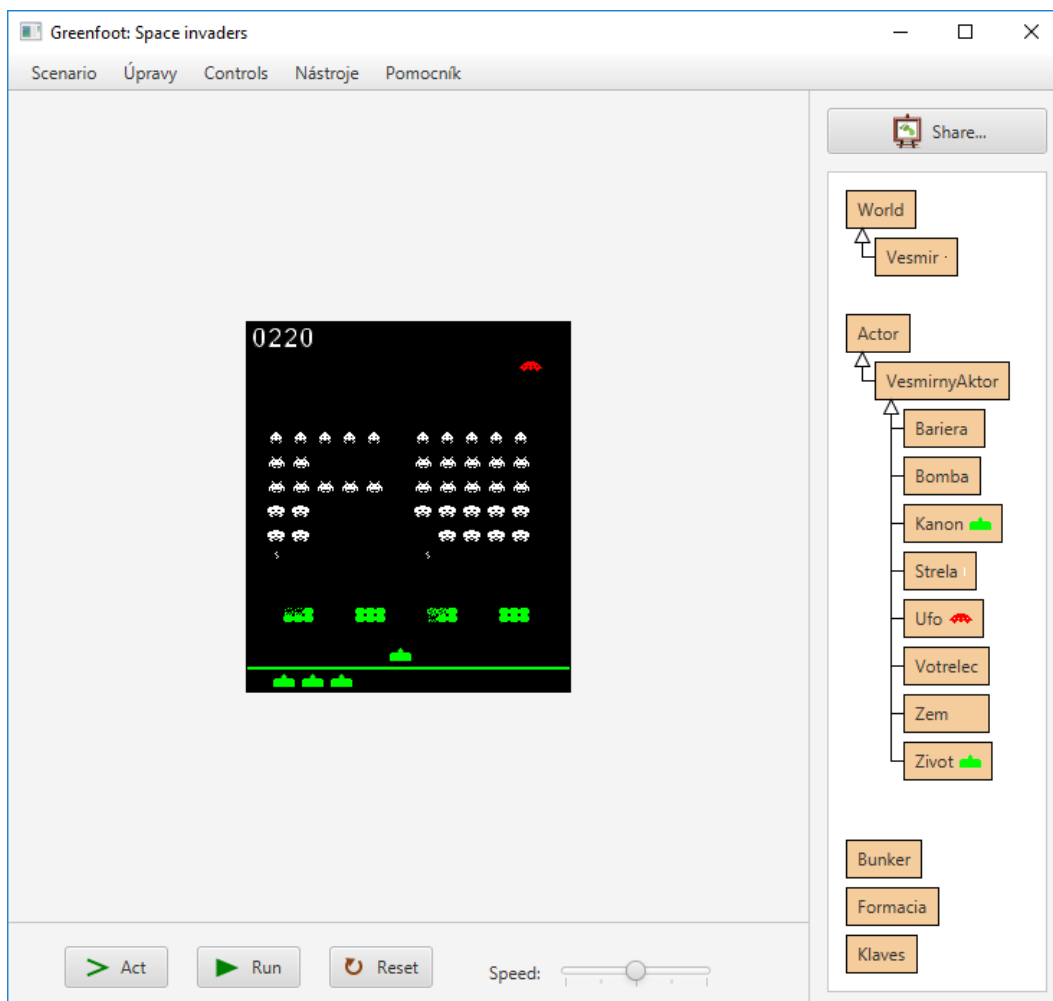 Greenfoot: Space invaders
Scenario Úpravy Controls Nástroje Pomocník
Share...
0220
World
Vesmir
Actor
VesmirnyAktor
Bariera
Bomba
Kanon
Strela
Ufo
Votrelec
Zem
Zivot
Bunker
Formacia
Klaves
Act Run Reset Speed: